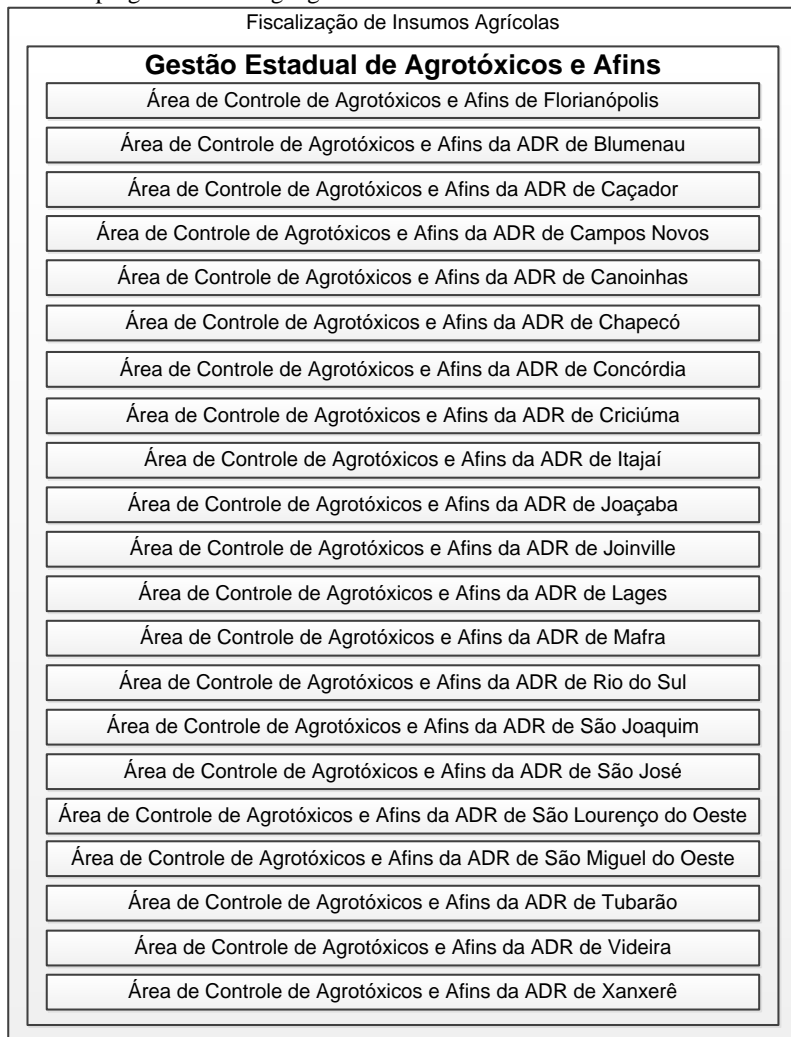 Fiscalização de Insumos Agrícolas
Gestão Estadual de Agrotóxicos e Afins
Área de Controle de Agrotóxicos e Afins de Florianópolis
Área de Controle de Agrotóxicos e Afins da ADR de Blumenau
Área de Controle de Agrotóxicos e Afins da ADR de Caçador
Área de Controle de Agrotóxicos e Afins da ADR de Campos Novos
Área de Controle de Agrotóxicos e Afins da ADR de Canoinhas
Área de Controle de Agrotóxicos e Afins da ADR de Chapecó
Área de Controle de Agrotóxicos e Afins da ADR de Concórdia
Área de Controle de Agrotóxicos e Afins da ADR de Criciúma
Área de Controle de Agrotóxicos e Afins da ADR de Itajaí
Área de Controle de Agrotóxicos e Afins da ADR de Joaçaba
Área de Controle de Agrotóxicos e Afins da ADR de Joinville
Área de Controle de Agrotóxicos e Afins da ADR de Lages
Área de Controle de Agrotóxicos e Afins da ADR de Mafra
Área de Controle de Agrotóxicos e Afins da ADR de Rio do Sul
Área de Controle de Agrotóxicos e Afins da ADR de São Joaquim
Área de Controle de Agrotóxicos e Afins da ADR de São José
Área de Controle de Agrotóxicos e Afins da ADR de São Lourenço do Oeste
Área de Controle de Agrotóxicos e Afins da ADR de São Miguel do Oeste
Área de Controle de Agrotóxicos e Afins da ADR de Tubarão
Área de Controle de Agrotóxicos e Afins da ADR de Videira
Área de Controle de Agrotóxicos e Afins da ADR de Xanxerê